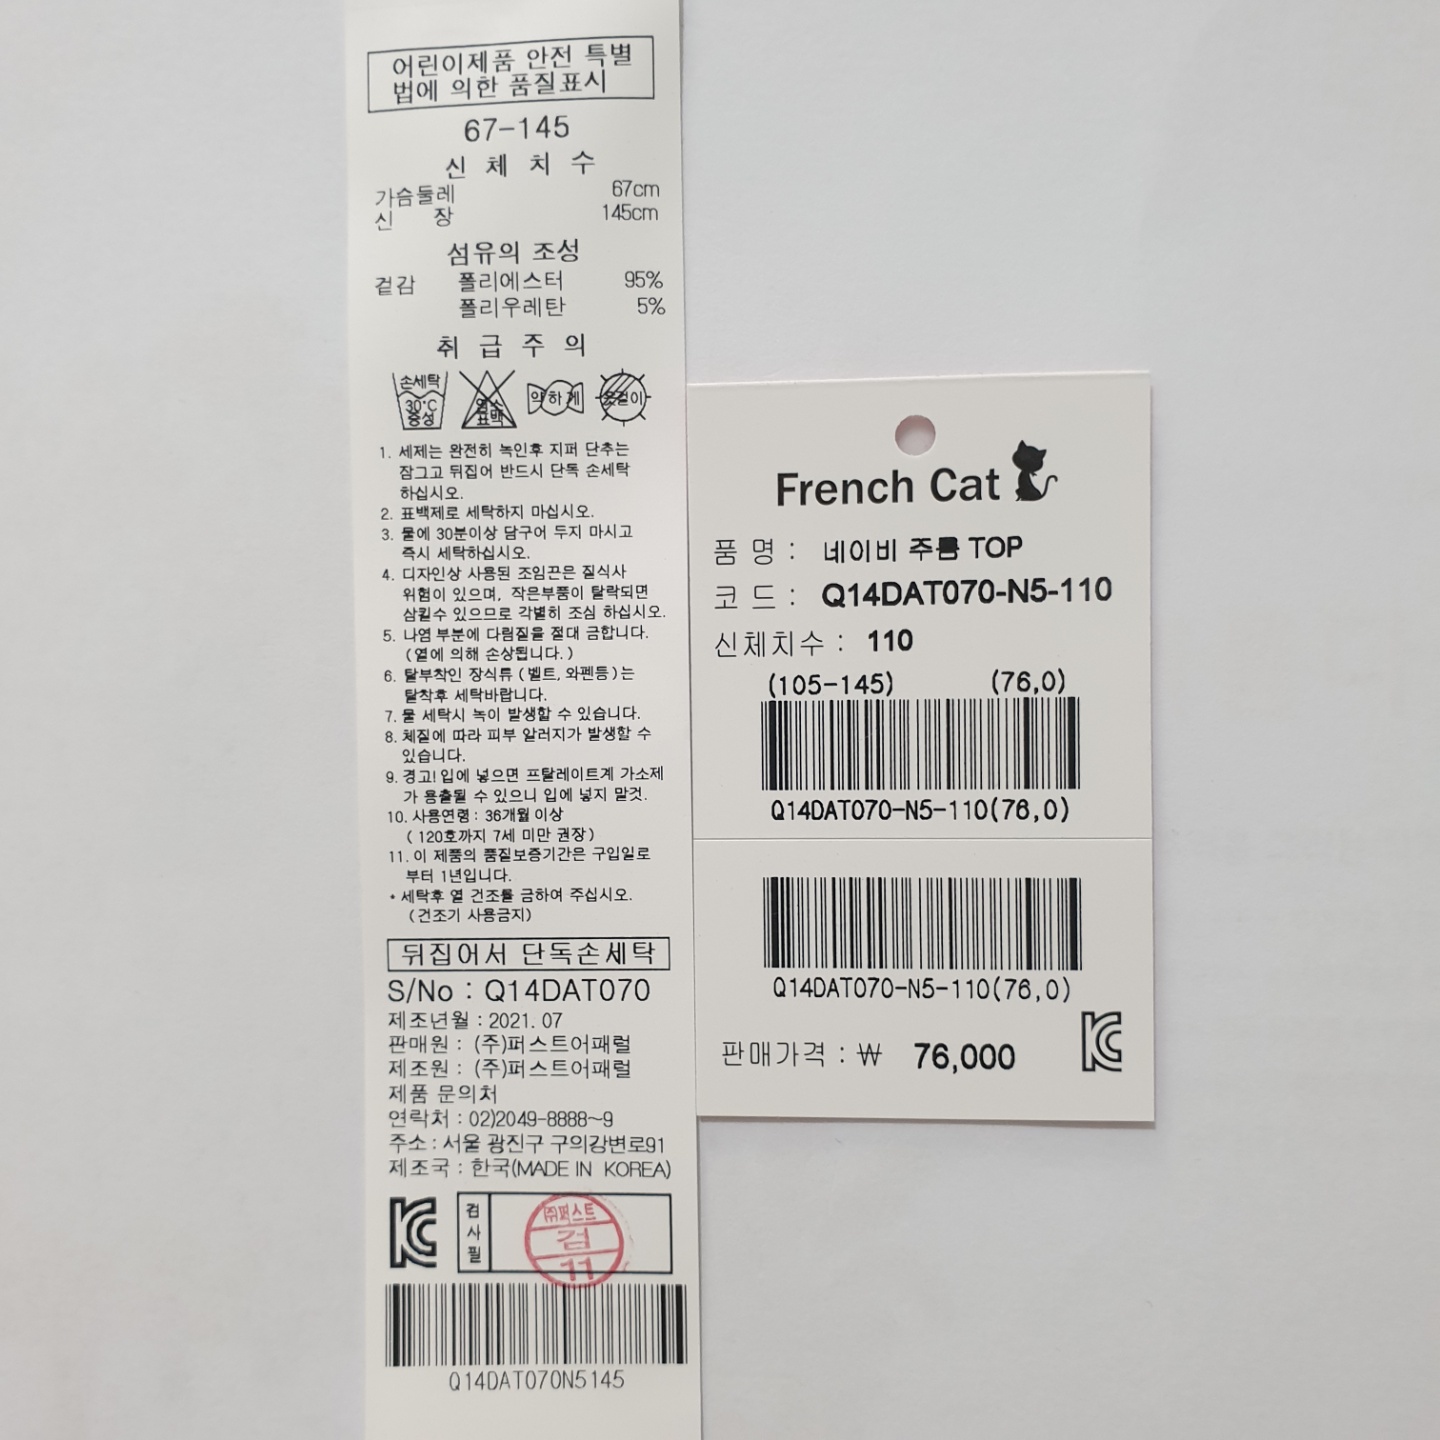 어린이제품 안전 특별
법에 의한 품질표시
67-145
신 체 치 수
가슴둘레 67cm
신 장 145cm
섬유의 조성
겉감 폴리에스터 95%
폴리우레탄 5%
취 급 주 의
손세탁
30°C
중성
염소
표백
약하게
옷걸이
1. 세제는 완전히 녹인후 지퍼 단추는
잠그고 뒤집어 반드시 단독 손세탁
하십시오.
2. 표백제로 세탁하지 마십시오.
3. 물에 30분이상 담구어 두지 마시고
즉시 세탁하십시오.
4. 디자인상 사용된 조임끈은 질식사
위험이 있으며, 작은부품이 탈락되면
삼킬수 있으므로 각별히 조심 하십시오.
5. 나염 부분에 다림질을 절대 금합니다.
(열에 의해 손상됩니다.)
6. 탈부착인 장식류 (벨트, 와펜등)는
탈착후 세탁바랍니다.
7. 물 세탁시 녹이 발생할 수 있습니다.
8. 체질에 따라 피부 알러지가 발생할 수
있습니다.
9. 경고! 입에 넣으면 프탈레이트계 가소제
가 용출될 수 있으니 입에 넣지 말것.
10. 사용연령 : 36개월 이상
( 120호까지 7세 미만 권장)
11. 이 제품의 품질보증기간은 구입일로
부터 1년입니다.
* 세탁후 열 건조를 금하여 주십시오.
(건조기 사용금지)
뒤집어서 단독손세탁
S/No : Q14DAT070
제조년월 : 2021. 07
판매원 : (주)퍼스트어패럴
제조원 : (주)퍼스트어패럴
제품 문의처
연락처 : 02)2049-8888~9
주소 : 서울 광진구 구의강변로91
제조국 : 한국(MADE IN KOREA)
KC
검사필
㈜퍼스트
검
11
Q14DAT070N5145
French Cat
품 명 : 네이비 주름 TOP
코 드 : Q14DAT070-N5-110
신체치수 : 110
(105-145) (76,0)
Q14DAT070-N5-110(76,0)
Q14DAT070-N5-110(76,0)
판매가격 : ₩ 76,000
KC